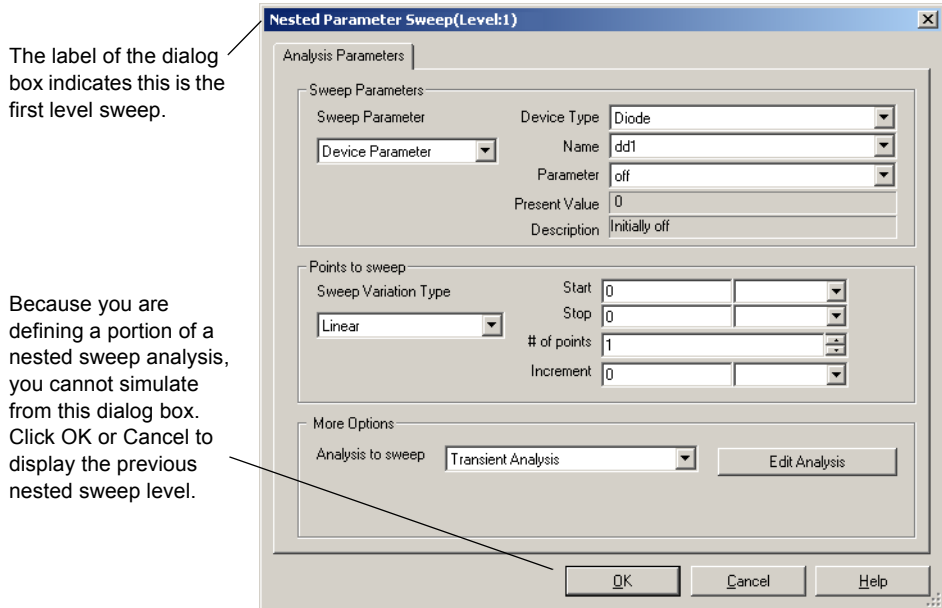 Nested Parameter Sweep(Level:1)
The label of the dialog
box indicates this is the
first level sweep.
Analysis Parameters
Sweep Parameters
Sweep Parameter
Device Parameter
Device Type Diode
Name dd1
Parameter off
Present Value 0
Description Initially off
Because you are
defining a portion of a
nested sweep analysis,
you cannot simulate
from this dialog box.
Click OK or Cancel to
display the previous
nested sweep level.
Points to sweep
Sweep Variation Type
Linear
Start 0
Stop 0
# of points 1
Increment 0
More Options
Analysis to sweep Transient Analysis Edit Analysis
OK Cancel Help